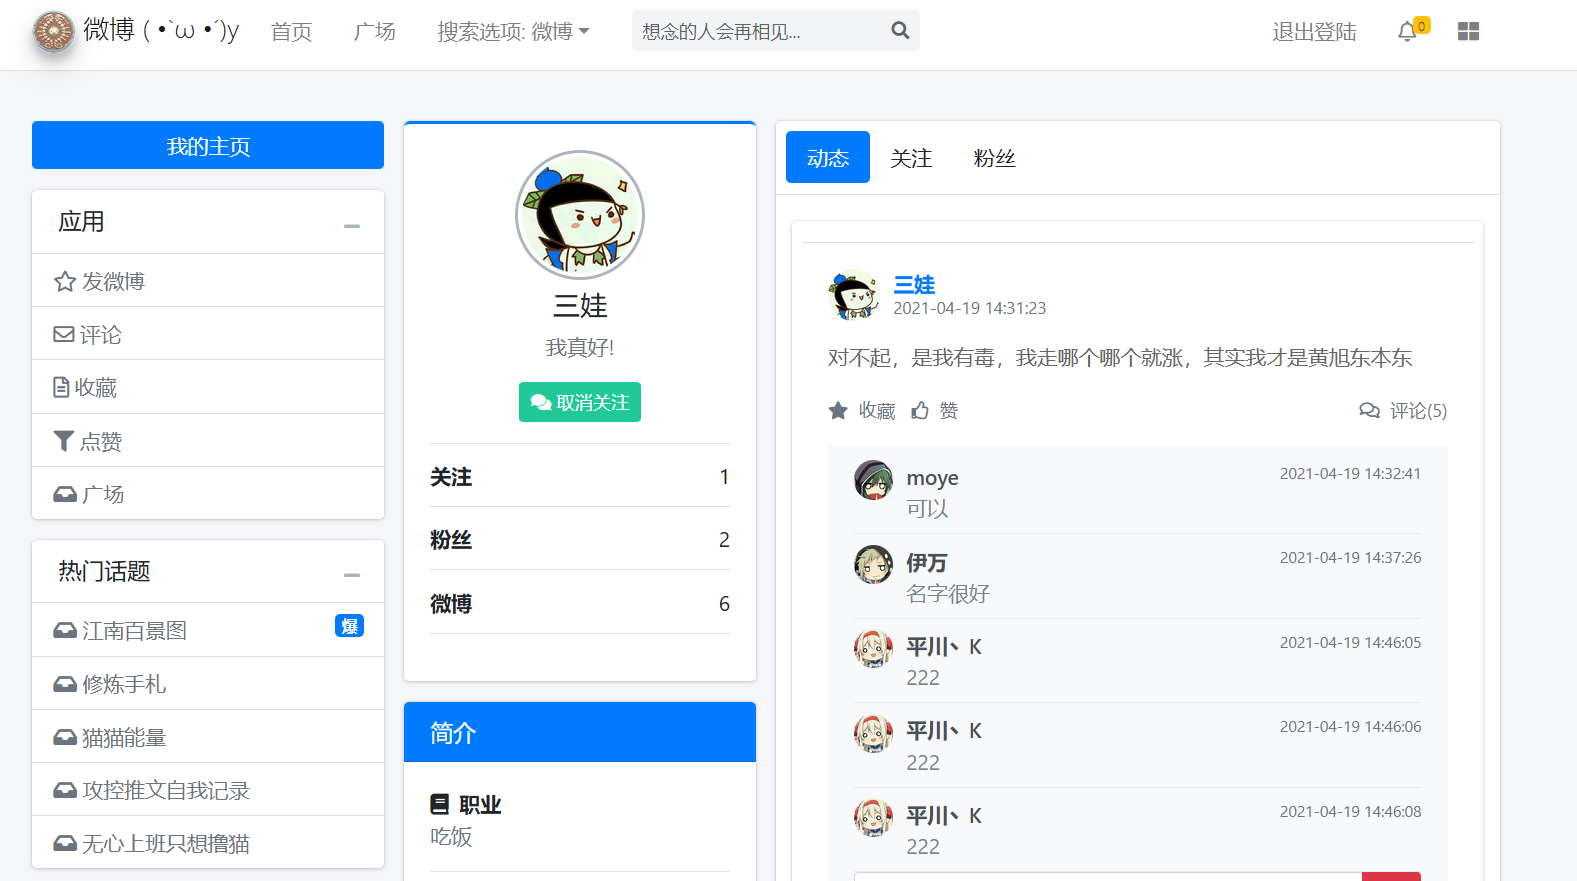 微博 ( •`ω •´)y 首页 广场 搜索选项: 微博 想念的人会再相见... 退出登陆 0
我的主页
应用
发微博
评论
收藏
点赞
广场
热门话题
江南百景图 爆
修炼手札
猫猫能量
攻控推文自我记录
无心上班只想撸猫
三娃
我真好!
取消关注
关注 1
粉丝 2
微博 6
简介
职业
吃饭
动态 关注 粉丝
三娃
2021-04-19 14:31:23
对不起，是我有毒，我走哪个哪个就涨，其实我才是黄旭东本东
收藏 赞 评论(5)
moye 2021-04-19 14:32:41
可以
伊万 2021-04-19 14:37:26
名字很好
平川丶K 2021-04-19 14:46:05
222
平川丶K 2021-04-19 14:46:06
222
平川丶K 2021-04-19 14:46:08
222